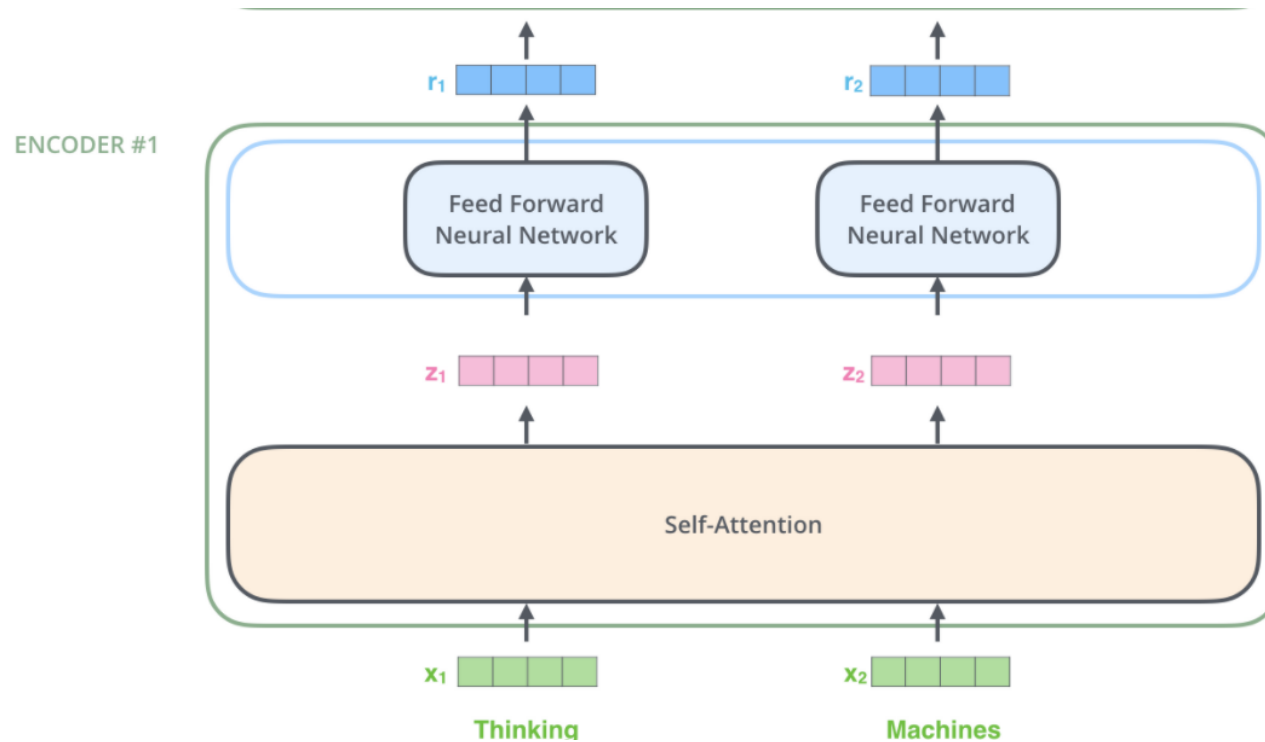 r₁
r₂
ENCODER #1
Feed Forward
Neural Network
Feed Forward
Neural Network
z₁
z₂
Self-Attention
x₁
x₂
Thinking
Machines